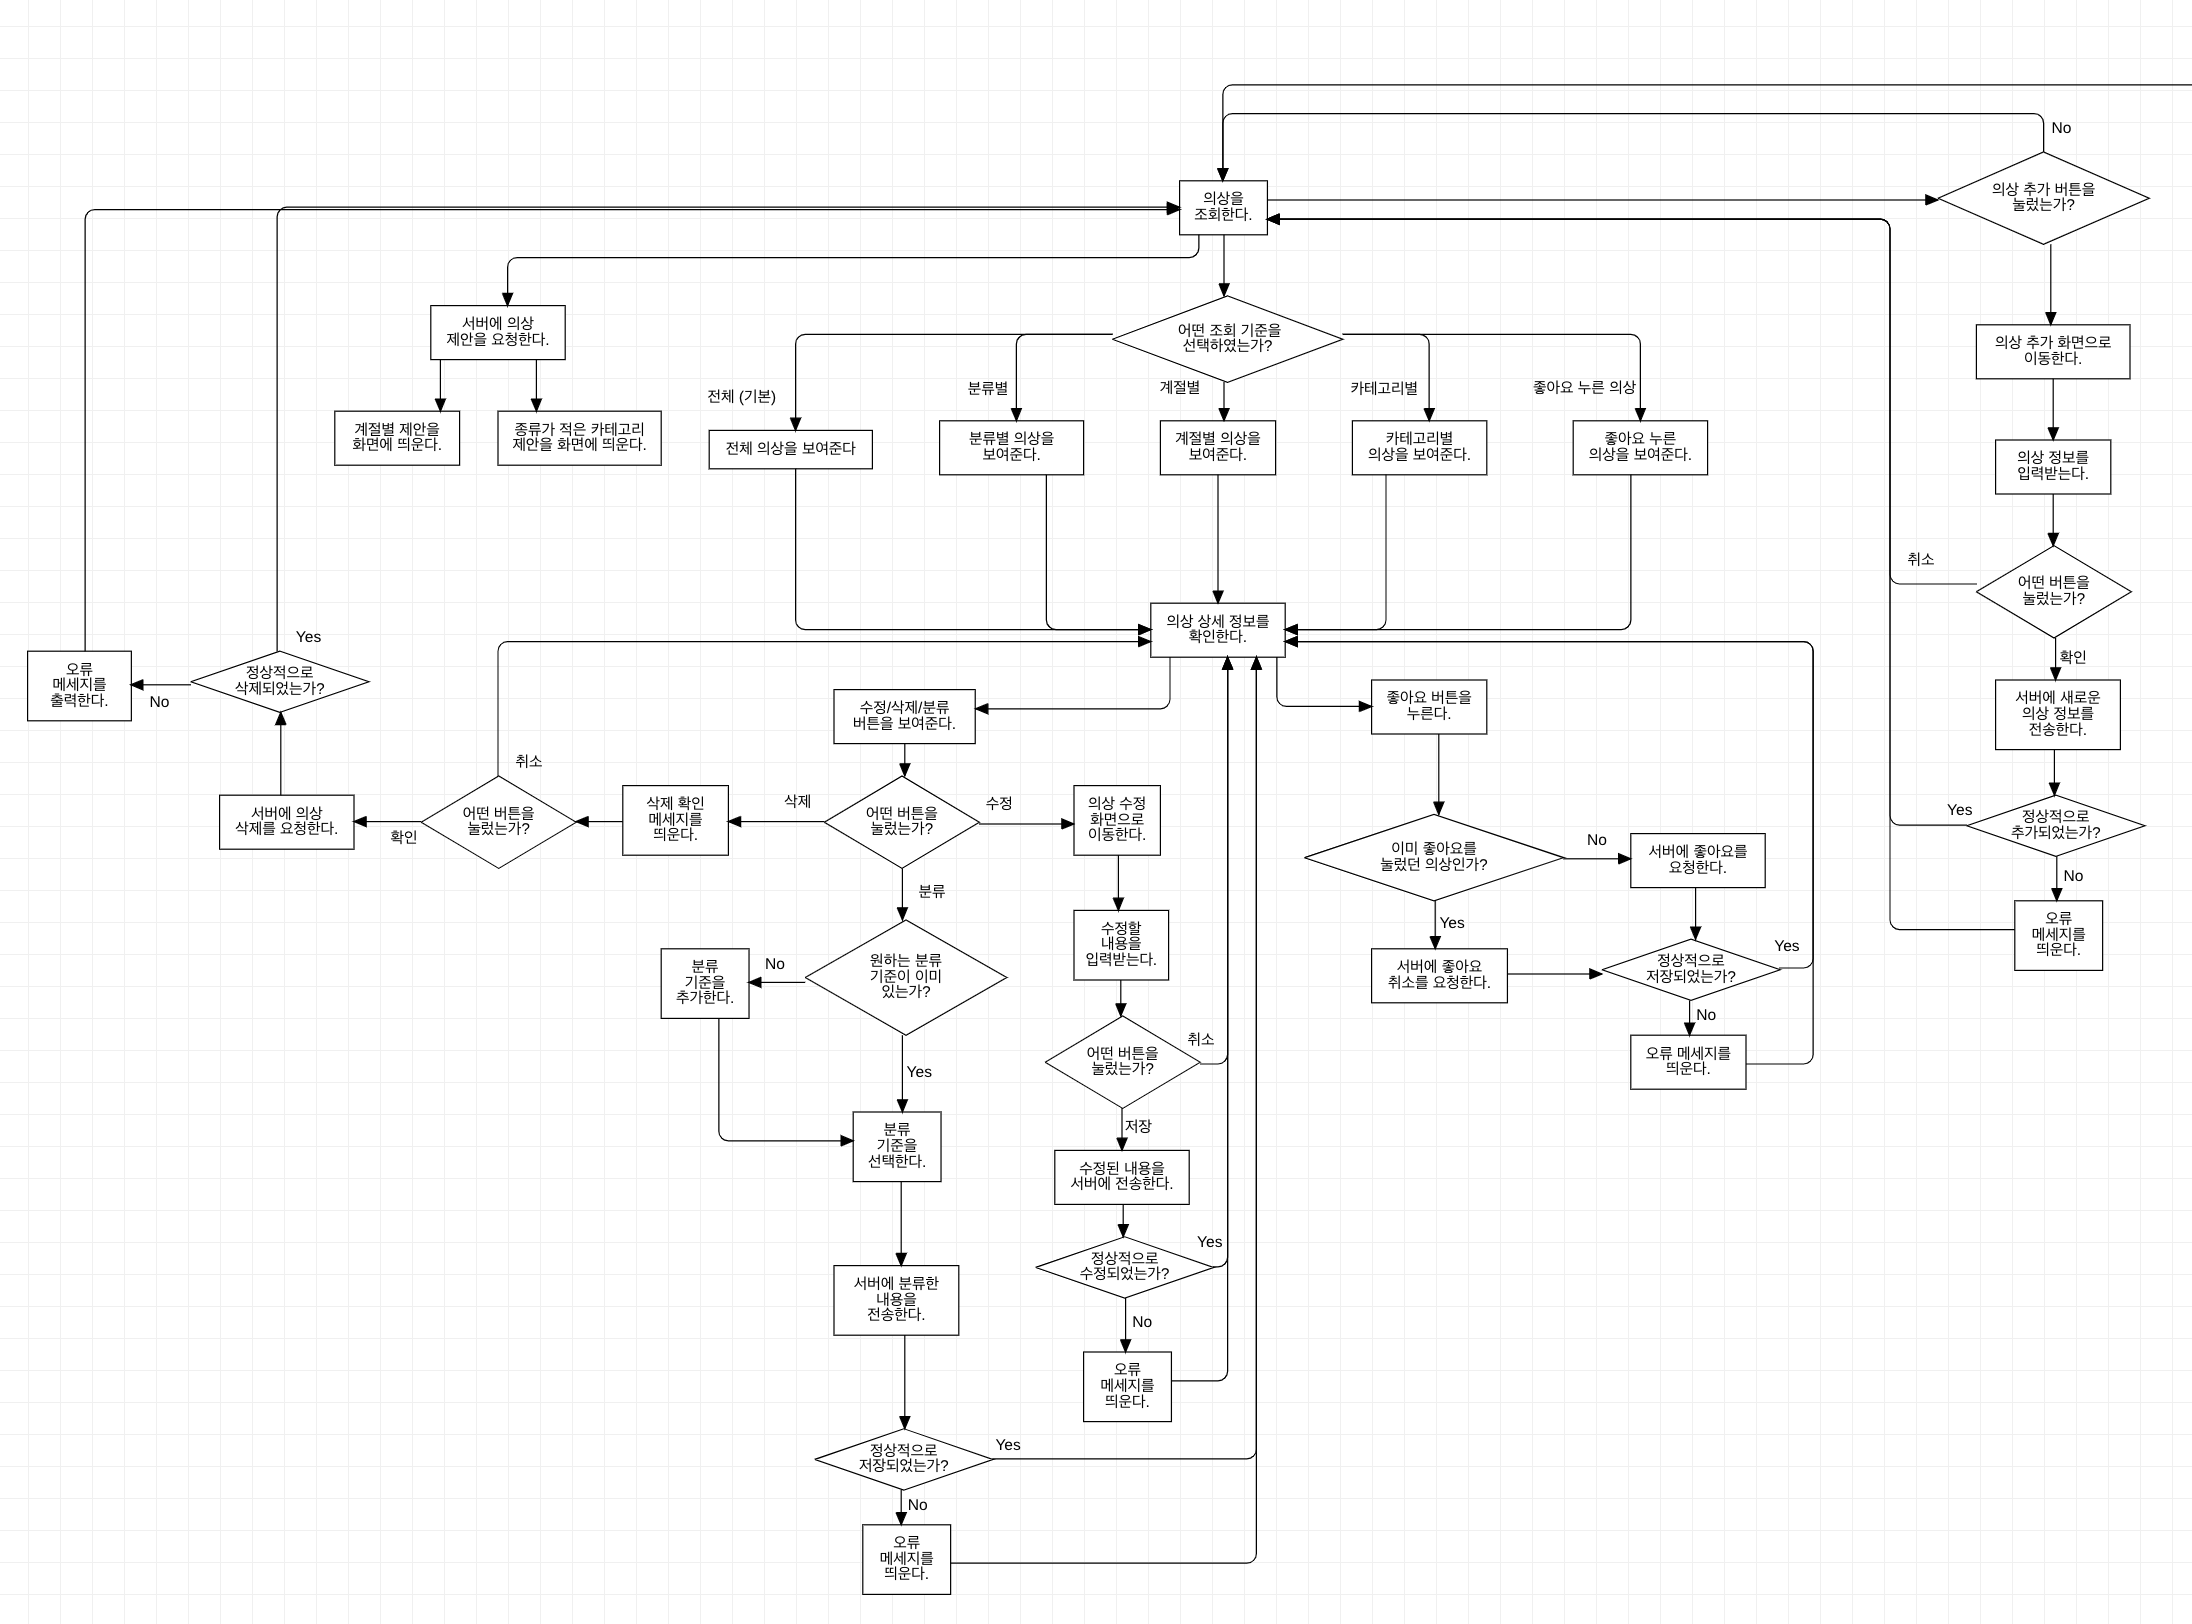 No
의상 추가 버튼을
눌렀는가?
의상을
조회한다.
서버에 의상
제안을 요청한다.
어떤 조회 기준을
선택하였는가?
의상 추가 화면으로
이동한다.
전체 (기본)
분류별
계절별
카테고리별
좋아요 누른 의상
계절별 제안을
화면에 띄운다.
종류가 적은 카테고리
제안을 화면에 띄운다.
전체 의상을 보여준다
분류별 의상을
보여준다.
계절별 의상을
보여준다.
카테고리별
의상을 보여준다.
좋아요 누른
의상을 보여준다.
의상 정보를
입력받는다.
취소
어떤 버튼을
눌렀는가?
확인
의상 상세 정보를
확인한다.
Yes
오류
메세지를
출력한다.
No
정상적으로
삭제되었는가?
수정/삭제/분류
버튼을 보여준다.
좋아요 버튼을
누른다.
서버에 새로운
의상 정보를
전송한다.
취소
서버에 의상
삭제를 요청한다.
확인
어떤 버튼을
눌렀는가?
삭제 확인
메세지를
띄운다.
삭제
어떤 버튼을
눌렀는가?
수정
의상 수정
화면으로
이동한다.
이미 좋아요를
눌렀던 의상인가?
No
서버에 좋아요를
요청한다.
Yes
정상적으로
추가되었는가?
No
분류
Yes
오류
메세지를
띄운다.
수정할
내용을
입력받는다.
분류
기준을
추가한다.
No
원하는 분류
기준이 이미
있는가?
서버에 좋아요
취소를 요청한다.
정상적으로
저장되었는가?
Yes
No
오류 메세지를
띄운다.
어떤 버튼을
눌렀는가?
취소
Yes
저장
분류
기준을
선택한다.
수정된 내용을
서버에 전송한다.
Yes
정상적으로
수정되었는가?
서버에 분류한
내용을
전송한다.
No
오류
메세지를
띄운다.
정상적으로
저장되었는가?
Yes
No
오류
메세지를
띄운다.